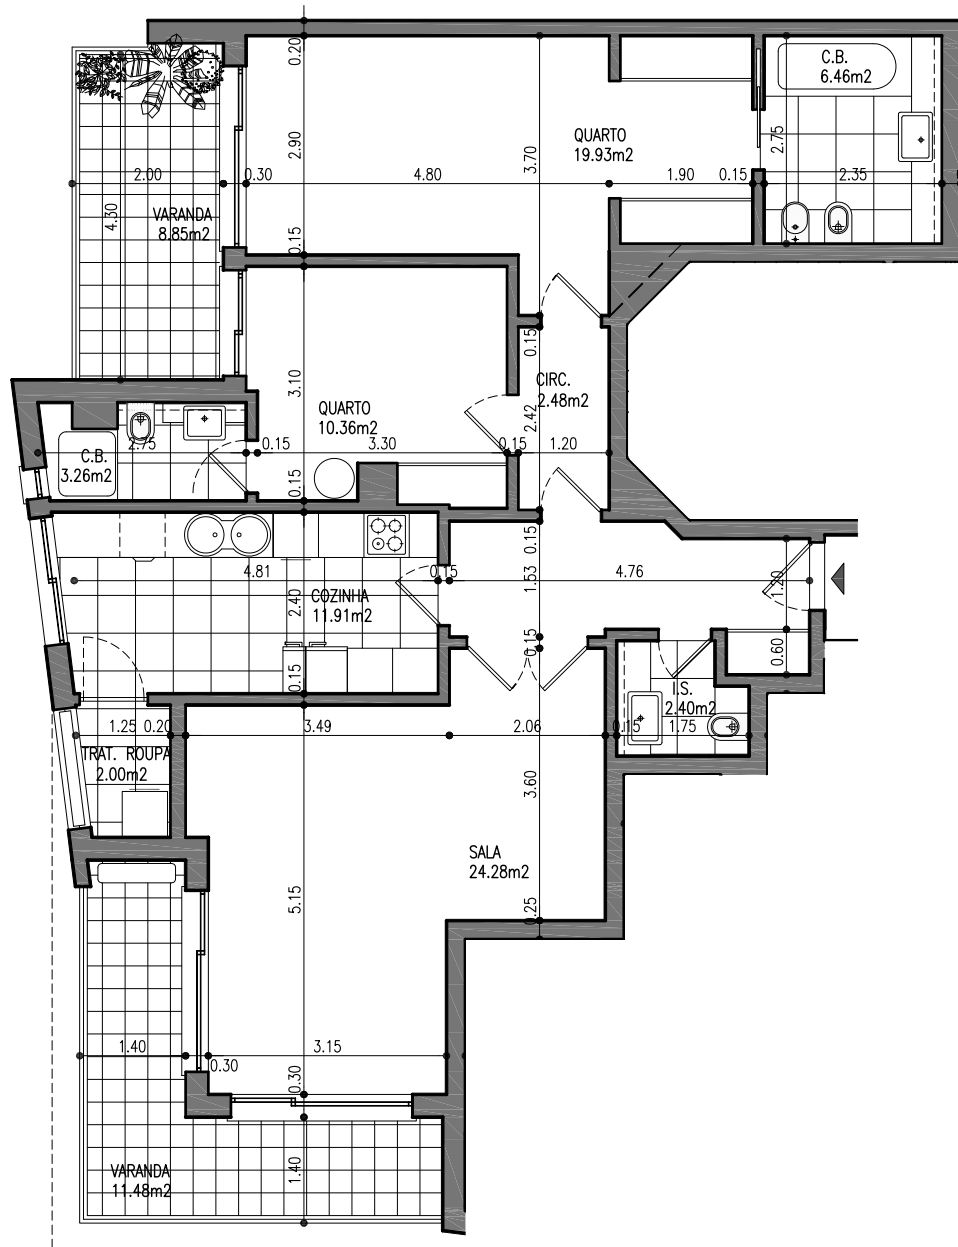 0.20
C.B.
6.46m2
2.90
3.70
QUARTO
19.93m2
2.75
2.00
0.30
4.80
1.90
0.15
2.35
4.30
VARANDA
8.85m2
0.15
0.15
3.10
CIRC.
2.48m2
QUARTO
10.36m2
2.42
C.B.
3.26m2
2.75
0.15
3.30
0.15
1.20
0.15
0.15
4.81
COZINHA
11.91m2
2.40
0.15
1.53
4.76
1.20
0.15
0.15
0.60
I.S.
2.40m2
1.25
0.20
3.49
2.06
0.15
1.75
TRAT. ROUPA
2.00m2
3.60
SALA
24.28m2
5.15
0.25
1.40
0.30
3.15
0.30
VARANDA
11.48m2
1.40